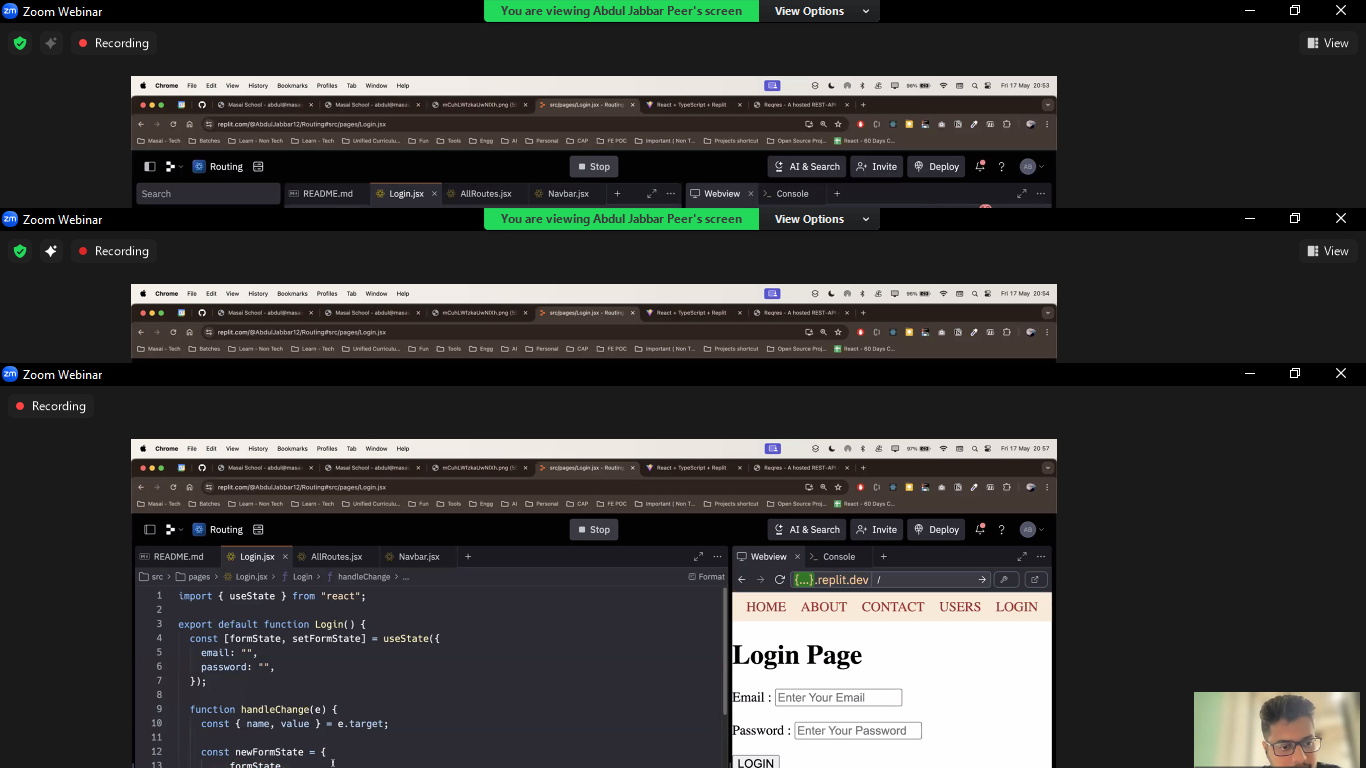 Zoom Webinar
You are viewing Abdul Jabbar Peer's screen View Options
Recording View
Chrome File Edit View History Bookmarks Profiles Tab Window Help Fri 17 May 20:53
Masai School - abdul@masai Masai School - abdul@masai mCuhLWfzkaUwNIXh.png src/pages/Login.jsx - Routing React + TypeScript + Replit Reqres - A hosted REST-API
replit.com/@AbdulJabbar12/Routing#src/pages/Login.jsx
Masai - Tech Batches Learn - Non Tech Learn - Tech Unified Curriculu... Fun Tools Engg AI Personal CAP FE POC Important ( Non T... Projects shortcut Open Source Proj... React - 60 Days C...
Routing Stop AI & Search Invite Deploy AB
Search README.md Login.jsx AllRoutes.jsx Navbar.jsx Webview Console
Zoom Webinar
You are viewing Abdul Jabbar Peer's screen View Options
Recording View
Chrome File Edit View History Bookmarks Profiles Tab Window Help 96% Fri 17 May 20:54
Masai School - abdul@masai Masai School - abdul@masai mCuhLWfzkaUwNIXh.png src/pages/Login.jsx - Routing React + TypeScript + Replit Reqres - A hosted REST-API
replit.com/@AbdulJabbar12/Routing#src/pages/Login.jsx
Masai - Tech Batches Learn - Non Tech Learn - Tech Unified Curriculu... Fun Tools Engg AI Personal CAP FE POC Important ( Non T... Projects shortcut Open Source Proj... React - 60 Days C...
Zoom Webinar
Recording
Chrome File Edit View History Bookmarks Profiles Tab Window Help 97% Fri 17 May 20:57
Masai School - abdul@masai Masai School - abdul@masai mCuhLWfzkaUwNIXh.png src/pages/Login.jsx - Routing React + TypeScript + Replit Reqres - A hosted REST-API
replit.com/@AbdulJabbar12/Routing#src/pages/Login.jsx
Masai - Tech Batches Learn - Non Tech Learn - Tech Unified Curriculu... Fun Tools Engg AI Personal CAP FE POC Important ( Non T... Projects shortcut Open Source Proj... React - 60 Days C...
Routing Stop AI & Search Invite Deploy AB
README.md Login.jsx AllRoutes.jsx Navbar.jsx
src > pages > Login.jsx > Login > handleChange > ... Format
1 import { useState } from "react";
2
3 export default function Login() {
4 const [formState, setFormState] = useState({
5 email: "",
6 password: "",
7 });
8
9 function handleChange(e) {
10 const { name, value } = e.target;
11
12 const newFormState = {
13 formState
Webview Console
{...}.replit.dev /
HOME ABOUT CONTACT USERS LOGIN
Login Page
Email : Enter Your Email
Password : Enter Your Password
LOGIN